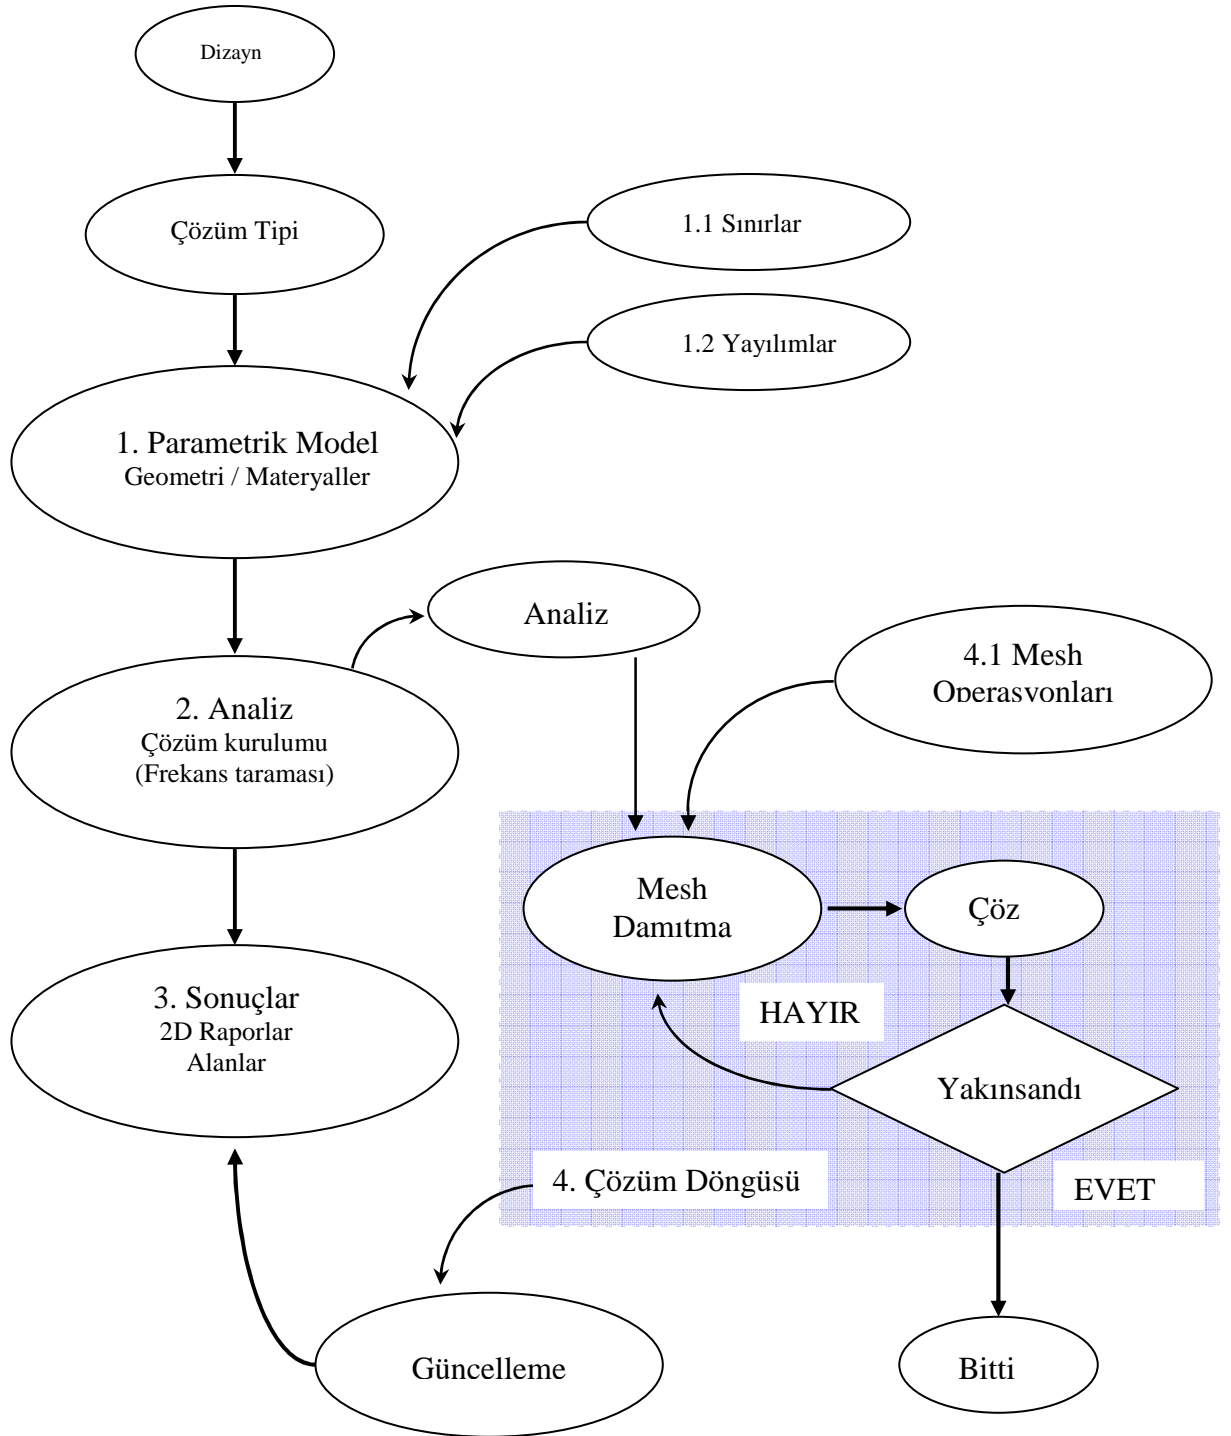 Dizayn
Çözüm Tipi
1.1 Sınırlar
1.2 Yayılımlar
1. Parametrik Model
Geometri / Materyaller
Analiz
4.1 Mesh
Operasyonları
2. Analiz
Çözüm kurulumu
(Frekans taraması)
Mesh
Damıtma
Çöz
3. Sonuçlar
2D Raporlar
Alanlar
HAYIR
Yakınsandı
4. Çözüm Döngüsü
EVET
Güncelleme
Bitti